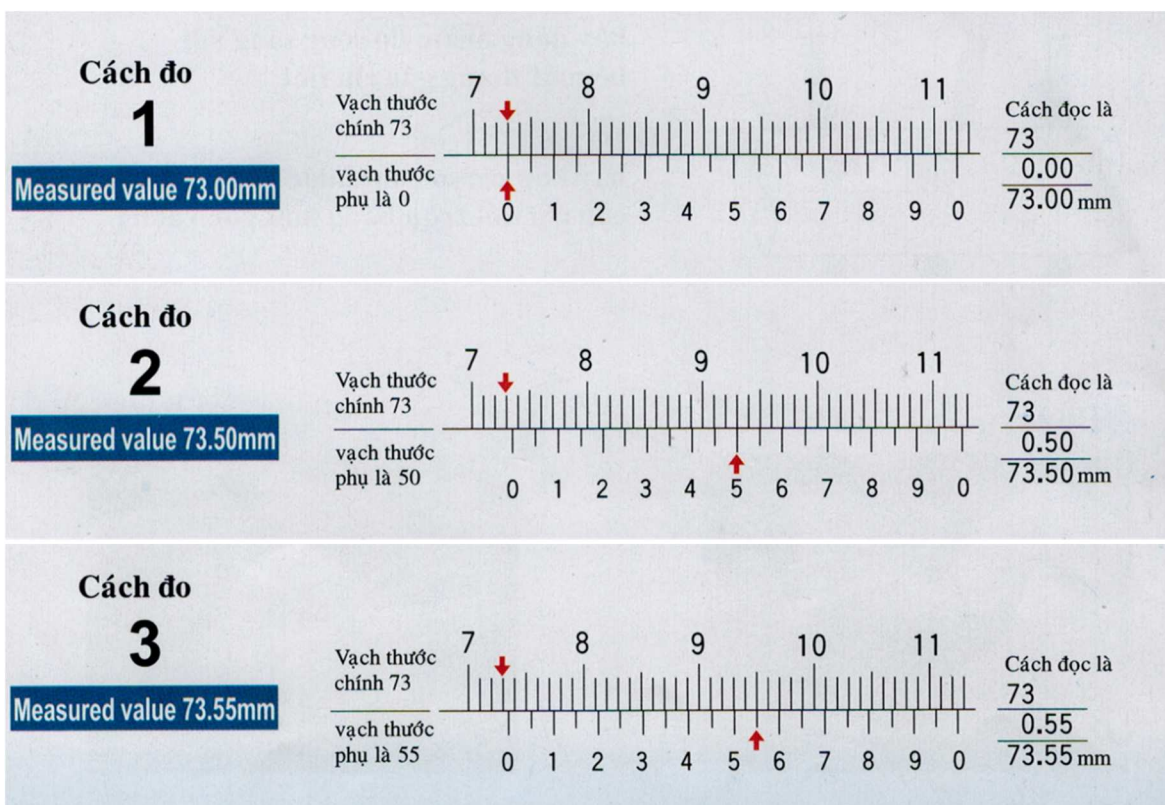 Cách đo
1
Measured value 73.00mm
Vạch thước
chính 73
vạch thước
phụ là 0
7 8 9 10 11
0 1 2 3 4 5 6 7 8 9 0
Cách đọc là
73
0.00
73.00 mm
Cách đo
2
Measured value 73.50mm
Vạch thước
chính 73
vạch thước
phụ là 50
7 8 9 10 11
0 1 2 3 4 5 6 7 8 9 0
Cách đọc là
73
0.50
73.50 mm
Cách đo
3
Measured value 73.55mm
Vạch thước
chính 73
vạch thước
phụ là 55
7 8 9 10 11
0 1 2 3 4 5 6 7 8 9 0
Cách đọc là
73
0.55
73.55 mm